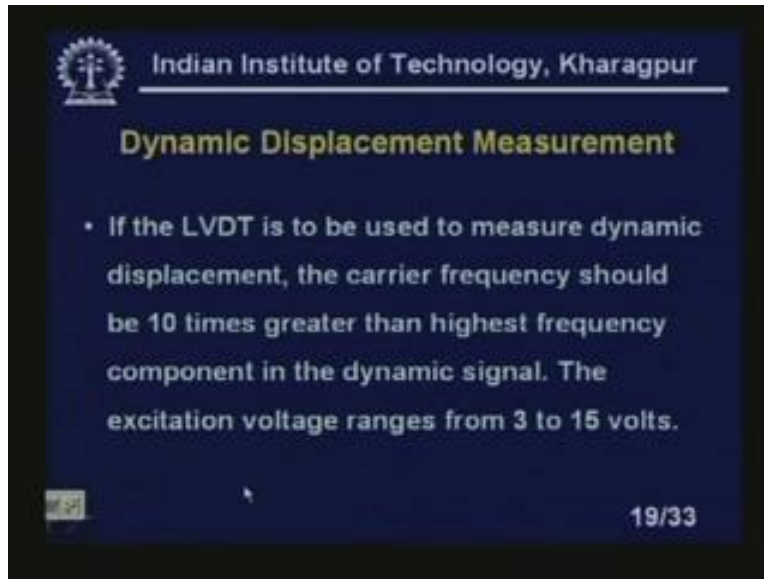 Indian Institute of Technology, Kharagpur
Dynamic Displacement Measurement
• If the LVDT is to be used to measure dynamic
displacement, the carrier frequency should
be 10 times greater than highest frequency
component in the dynamic signal. The
excitation voltage ranges from 3 to 15 volts.
19/33